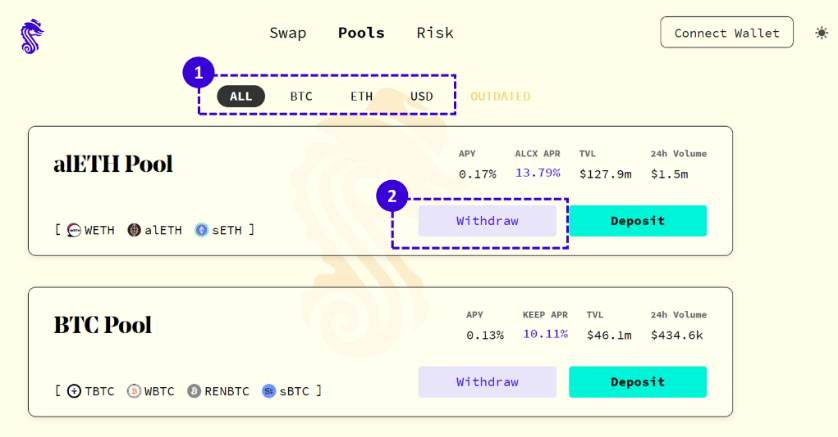 Swap Pools Risk Connect Wallet
1
ALL BTC ETH USD OUTDATED
alETH Pool
APY ALCX APR TVL 24h Volume
0.17% 13.79% $127.9m $1.5m
2
Withdraw Deposit
[ WETH alETH sETH ]
BTC Pool
APY KEEP APR TVL 24h Volume
0.13% 10.11% $46.1m $434.6k
Withdraw Deposit
[ TBTC WBTC RENBTC sBTC ]